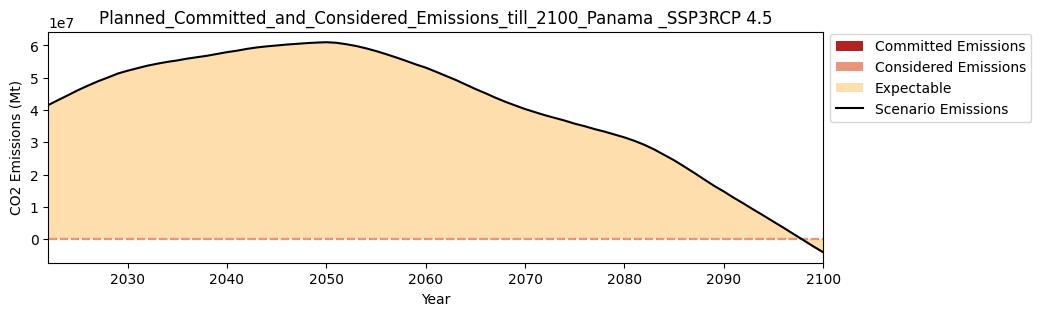 Planned_Committed_and_Considered_Emissions_till_2100_Panama _SSP3RCP 4.5
1e7
6
5
4
3
2
1
0
CO2 Emissions (Mt)
2030 2040 2050 2060 2070 2080 2090 2100
Year
Committed Emissions
Considered Emissions
Expectable
Scenario Emissions